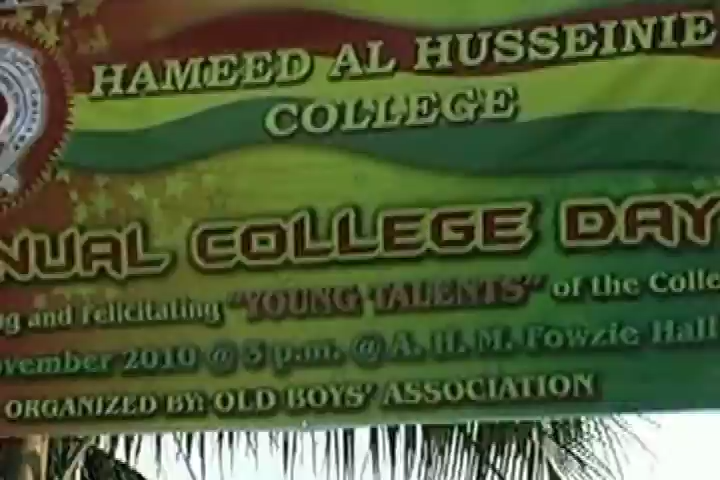 HAMEED AL HUSSEINIE
COLLEGE
NUAL COLLEGE DAY
ng and felicitating "YOUNG TALENTS" of the Colle
ovember 2010 @ 5 p.m. @ A. H. M. Fowzie Hall
ORGANIZED BY: OLD BOYS' ASSOCIATION